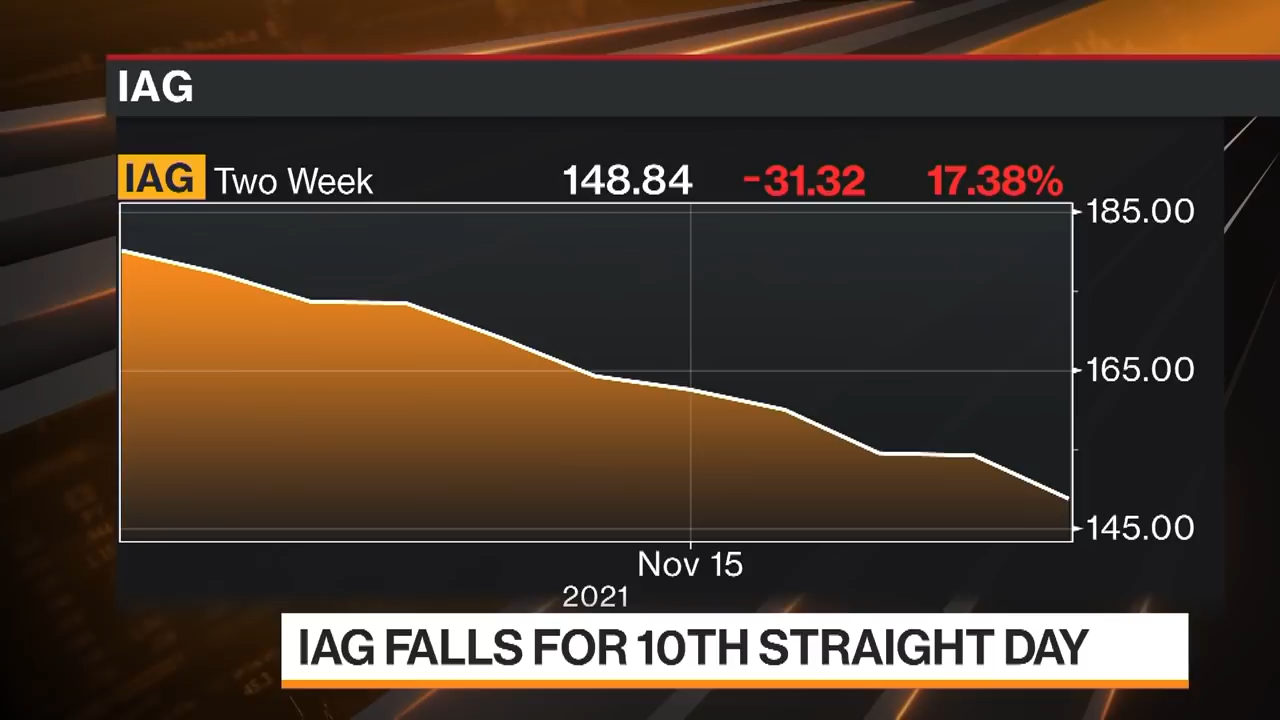 IAG
IAG Two Week 148.84 -31.32 17.38%
185.00
165.00
145.00
Nov 15
2021
IAG FALLS FOR 10TH STRAIGHT DAY